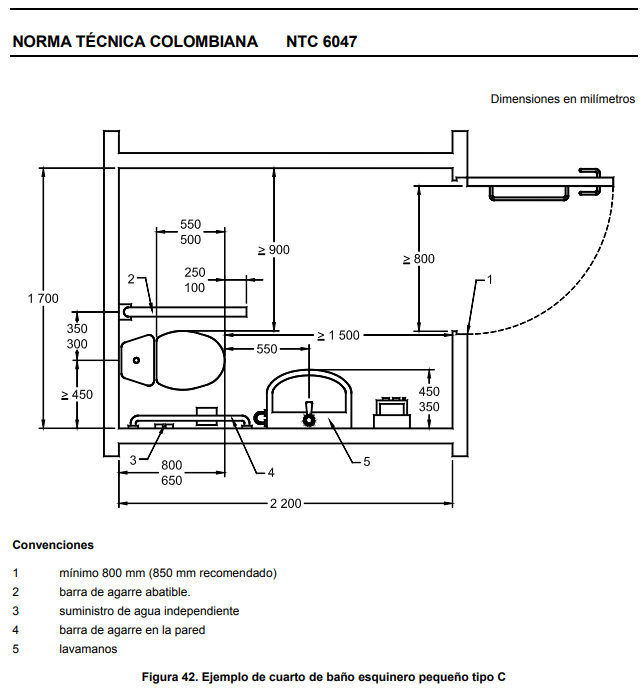 NORMA TÉCNICA COLOMBIANA NTC 6047
Dimensiones en milímetros
550
500
≥ 900
250
100
≥ 800
2
1
1 700
350
300
≥ 1 500
550
≥ 450
450
350
3
800
650
4
5
2 200
Convenciones
1 mínimo 800 mm (850 mm recomendado)
2 barra de agarre abatible.
3 suministro de agua independiente
4 barra de agarre en la pared
5 lavamanos
Figura 42. Ejemplo de cuarto de baño esquinero pequeño tipo C